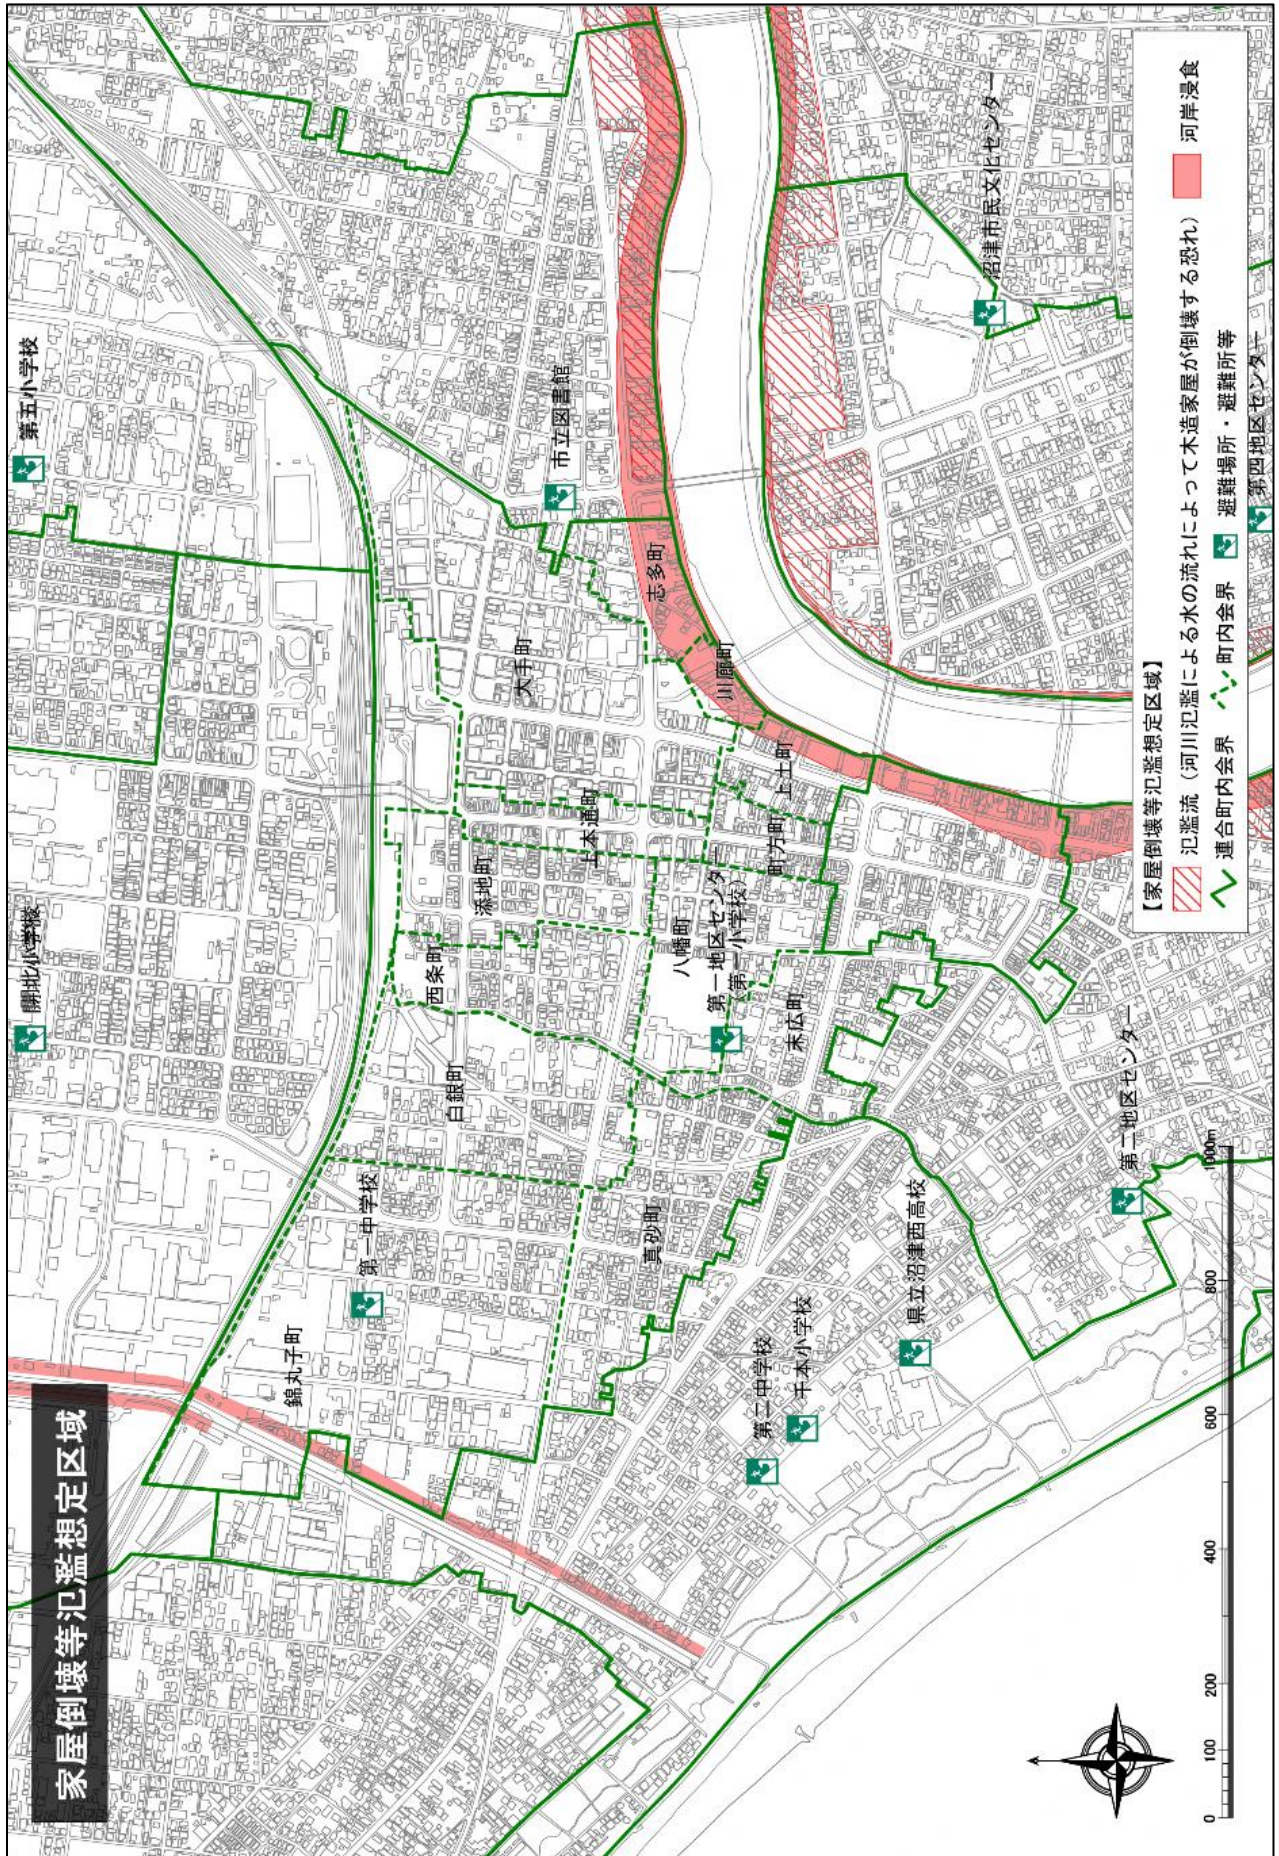 家屋倒壊等氾濫想定区域
開北小学校
第五小学校
錦丸子町
第一中学校
白銀町
西条町
添地町
上本通町
大手町
市立図書館
真砂町
八幡町
第一地区センター
(第一小学校)
末広町
町方町
上土町
川廓町
志多町
第二中学校
千本小学校
県立沼津西高校
第二地区センター
沼津市民文化センター
第四地区センター
【家屋倒壊等氾濫想定区域】
氾濫流(河川氾濫による水の流れによって木造家屋が倒壊する恐れ)
河岸浸食
連合町内会界
町内会界
避難場所・避難所等
0 100 200 400 600 800 1000m